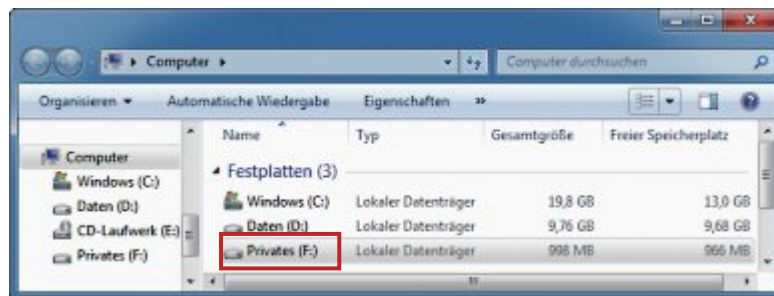 Computer
Computer durchsuchen
Organisieren Automatische Wiedergabe Eigenschaften »
Name Typ Gesamtgröße Freier Speicherplatz
Computer
Windows (C:)
Daten (D:)
CD-Laufwerk (E:)
Privates (F:)
Festplatten (3)
Windows (C:) Lokaler Datenträger 19,8 GB 13,0 GB
Daten (D:) Lokaler Datenträger 9,76 GB 9,68 GB
Privates (F:) Lokaler Datenträger 998 MB 966 MB